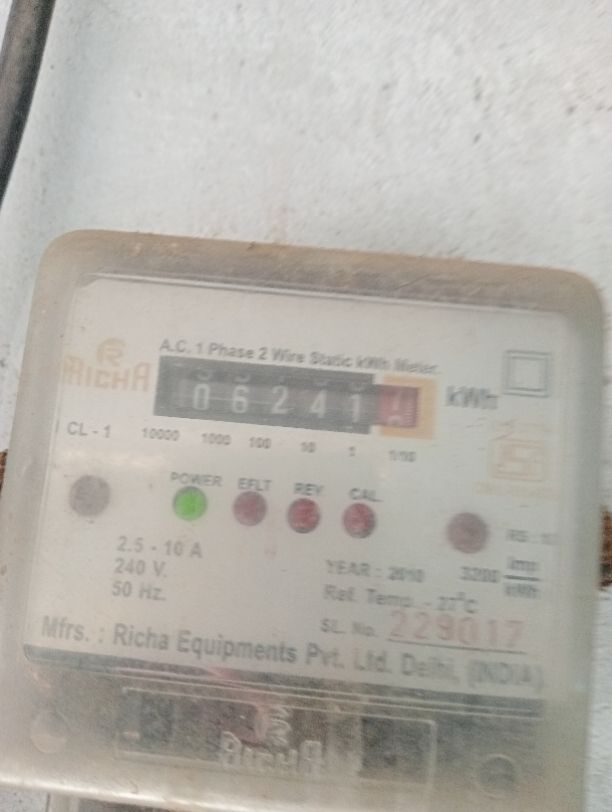 A.C. 1 Phase 2 Wire Static kWh Meter.
RICHA
06241
kWh
CL - 1
10000 1000 100 10 1 1/10
POWER EFLT REV CAL
2.5 - 10 A
240 V.
50 Hz.
YEAR : 2010
3200 imp/kWh
Ref. Temp. - 27°C
SL. No. 229017
Mfrs. : Richa Equipments Pvt. Ltd. Delhi, (INDIA)
RICHA